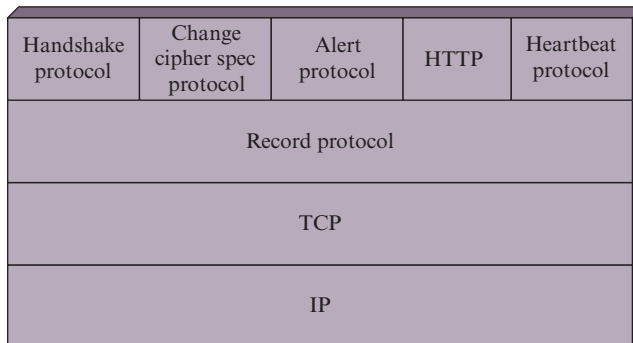 Handshake
protocol
Change
cipher spec
protocol
Alert
protocol
HTTP
Heartbeat
protocol
Record protocol
TCP
IP